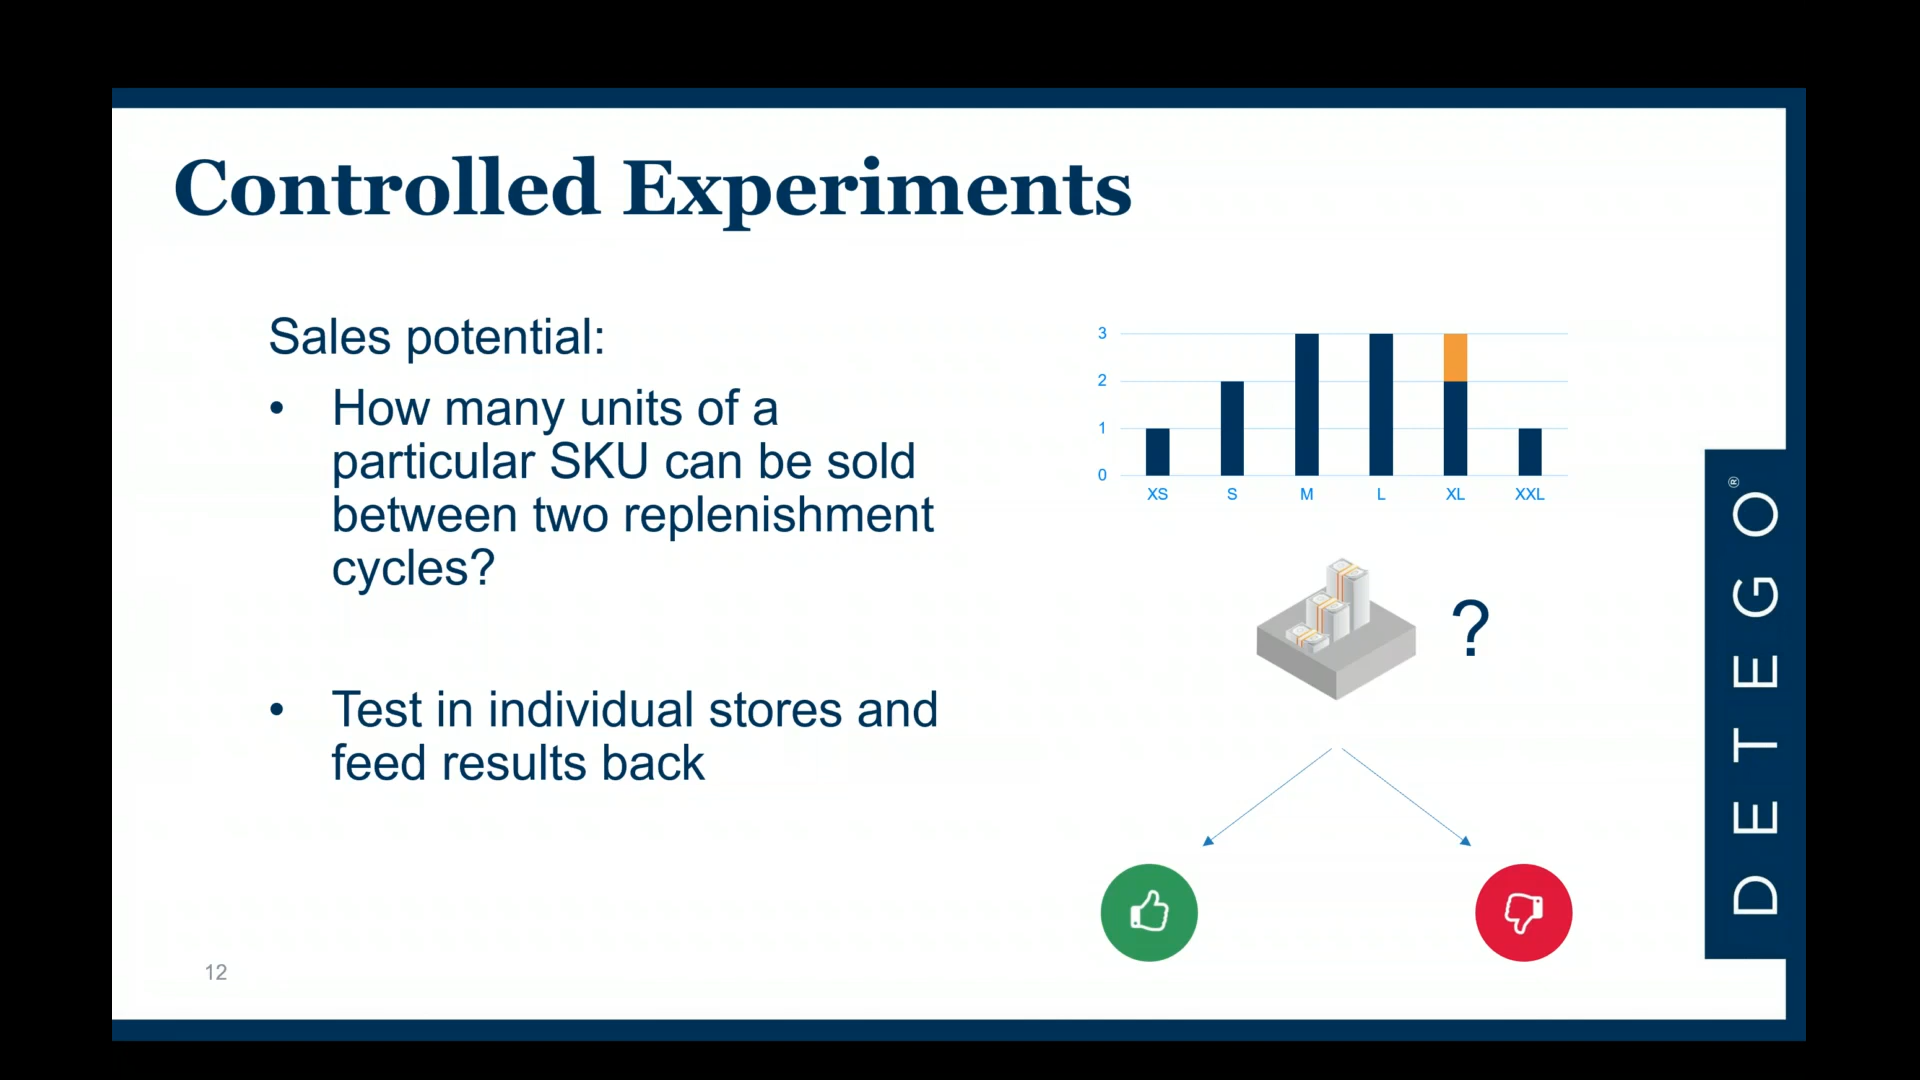 Controlled Experiments
Sales potential:
• How many units of a
particular SKU can be sold
between two replenishment
cycles?
• Test in individual stores and
feed results back
3
2
1
0
XS S M L XL XXL
?
DETEGO®
12